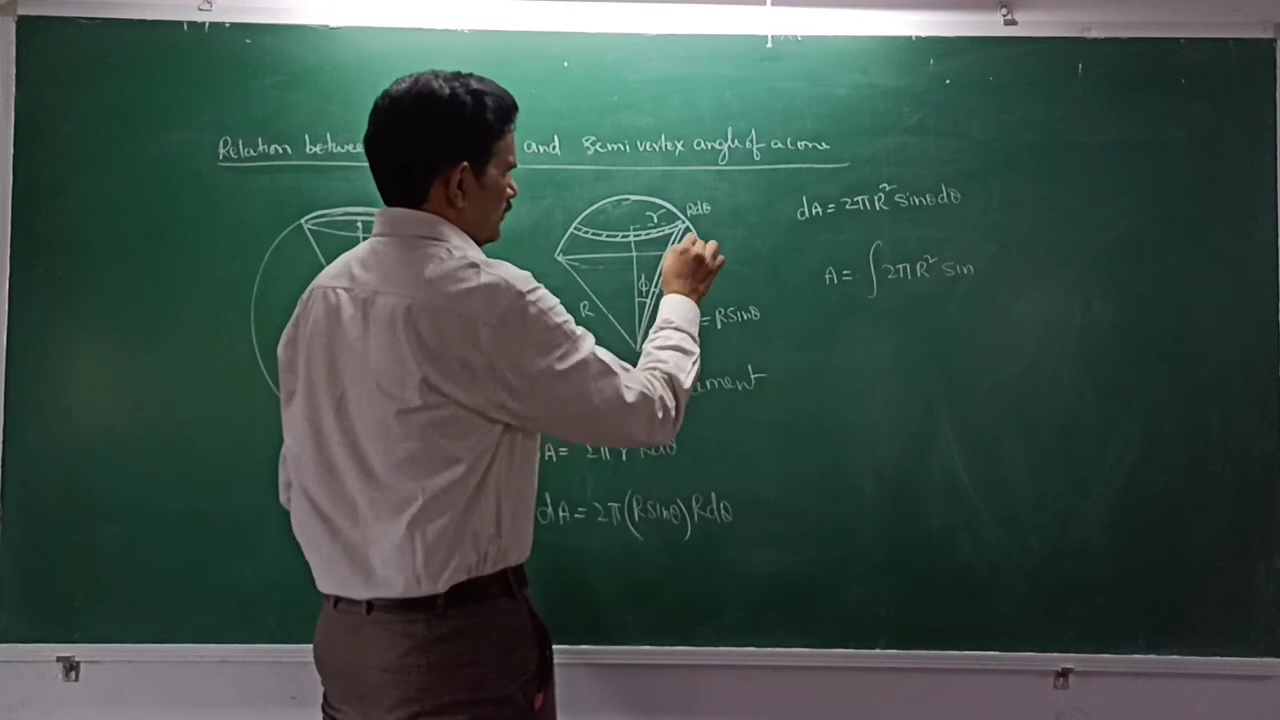 Relation betwee and Semi vertex angle of a cone
r Rdθ
ϕ
R
= Rsinθ
ement
A = 2π r Rdθ
dA = 2π(Rsinθ)Rdθ
dA = 2πR² sinθdθ
A = ∫2πR² sin